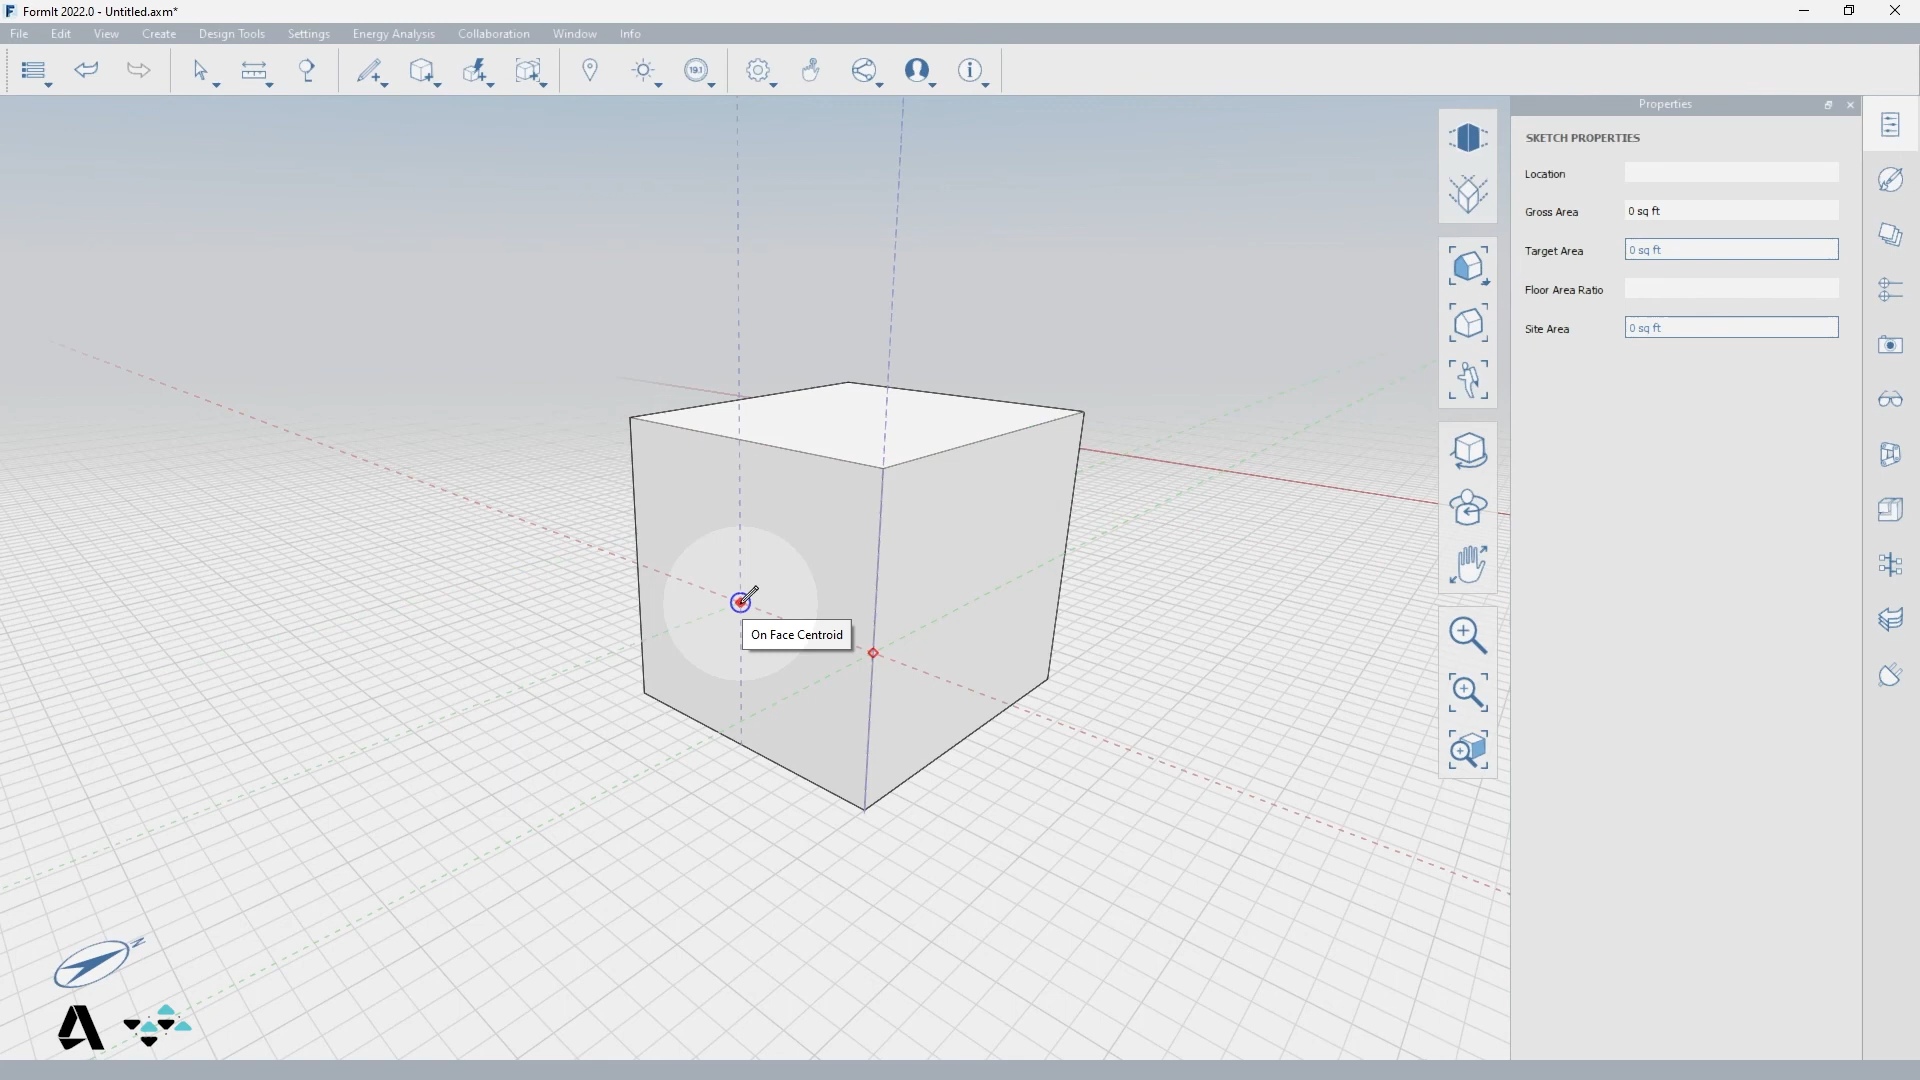 FormIt 2022.0 - Untitled.axm*
File Edit View Create Design Tools Settings Energy Analysis Collaboration Window Info
19.1
Properties
SKETCH PROPERTIES
Location
Gross Area 0 sq ft
Target Area 0 sq ft
Floor Area Ratio
Site Area 0 sq ft
On Face Centroid
N